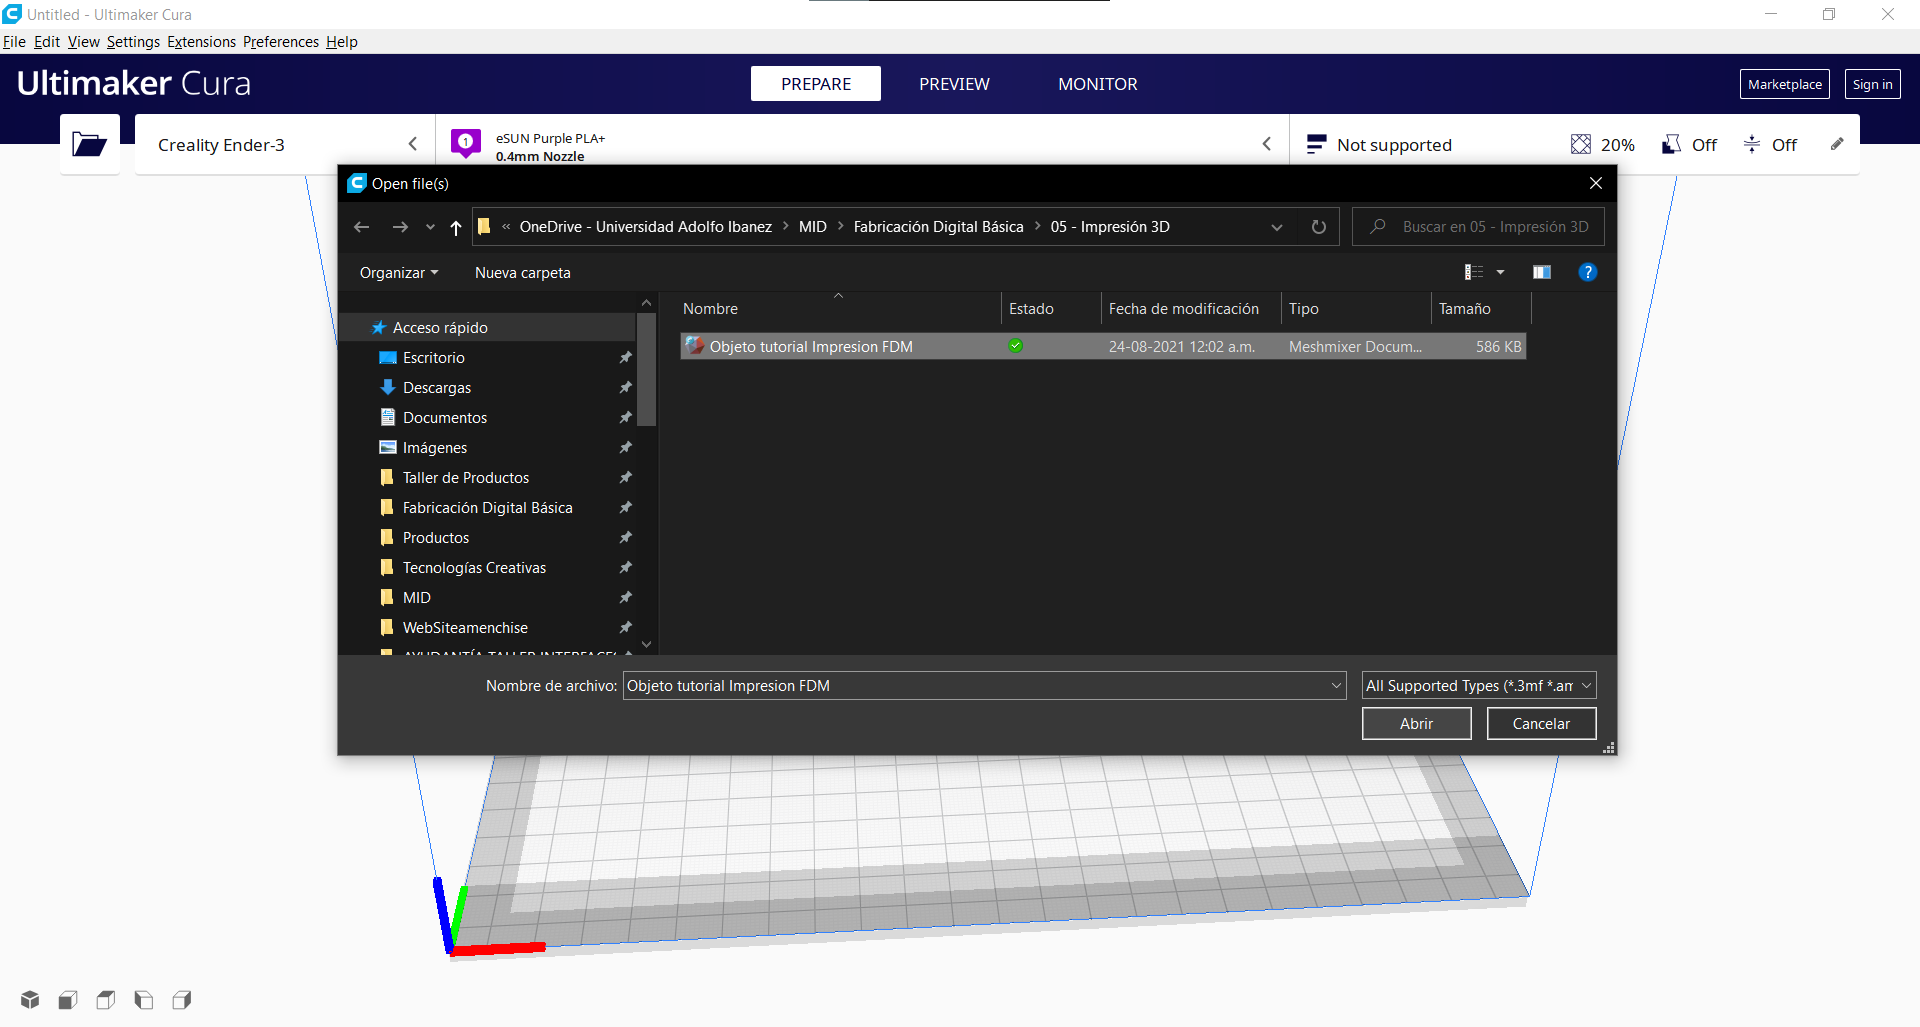 Untitled - Ultimaker Cura
File Edit View Settings Extensions Preferences Help
Ultimaker Cura
PREPARE PREVIEW MONITOR
Marketplace Sign in
Creality Ender-3
1 eSUN Purple PLA+
0.4mm Nozzle
Not supported 20% Off Off
Open file(s)
« OneDrive - Universidad Adolfo Ibanez > MID > Fabricación Digital Básica > 05 - Impresión 3D
Buscar en 05 - Impresión 3D
Organizar Nueva carpeta
?
Nombre Estado Fecha de modificación Tipo Tamaño
Objeto tutorial Impresion FDM 24-08-2021 12:02 a.m. Meshmixer Docum... 586 KB
Acceso rápido
Escritorio
Descargas
Documentos
Imágenes
Taller de Productos
Fabricación Digital Básica
Productos
Tecnologías Creativas
MID
WebSiteamenchise
AYUDANTÍA TALLER
Nombre de archivo: Objeto tutorial Impresion FDM All Supported Types (*.3mf *.am
Abrir Cancelar